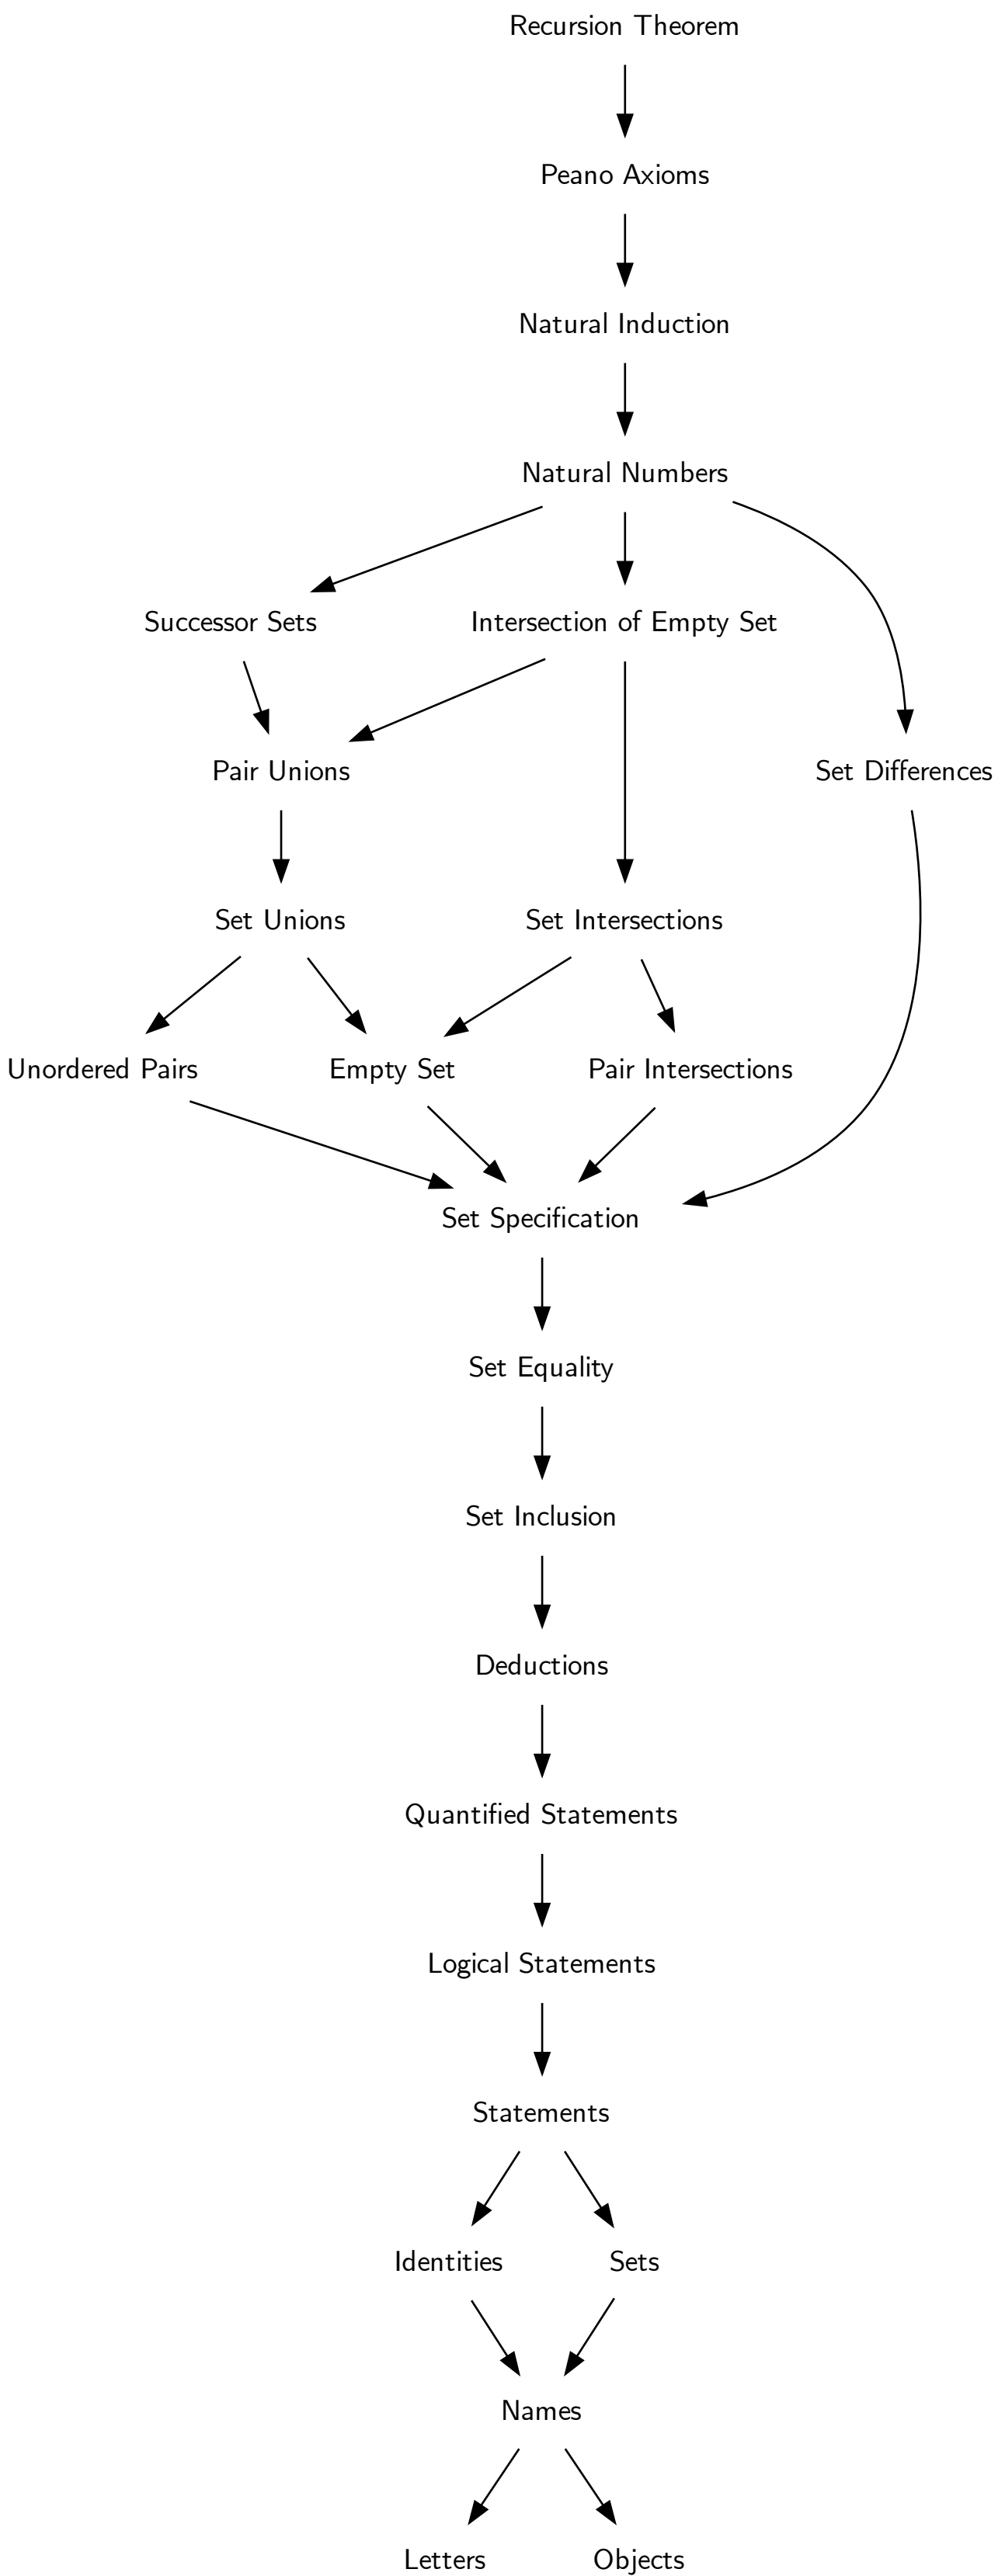 Recursion Theorem
Peano Axioms
Natural Induction
Natural Numbers
Successor Sets
Intersection of Empty Set
Pair Unions
Set Differences
Set Unions
Set Intersections
Unordered Pairs
Empty Set
Pair Intersections
Set Specification
Set Equality
Set Inclusion
Deductions
Quantified Statements
Logical Statements
Statements
Identities
Sets
Names
Letters
Objects